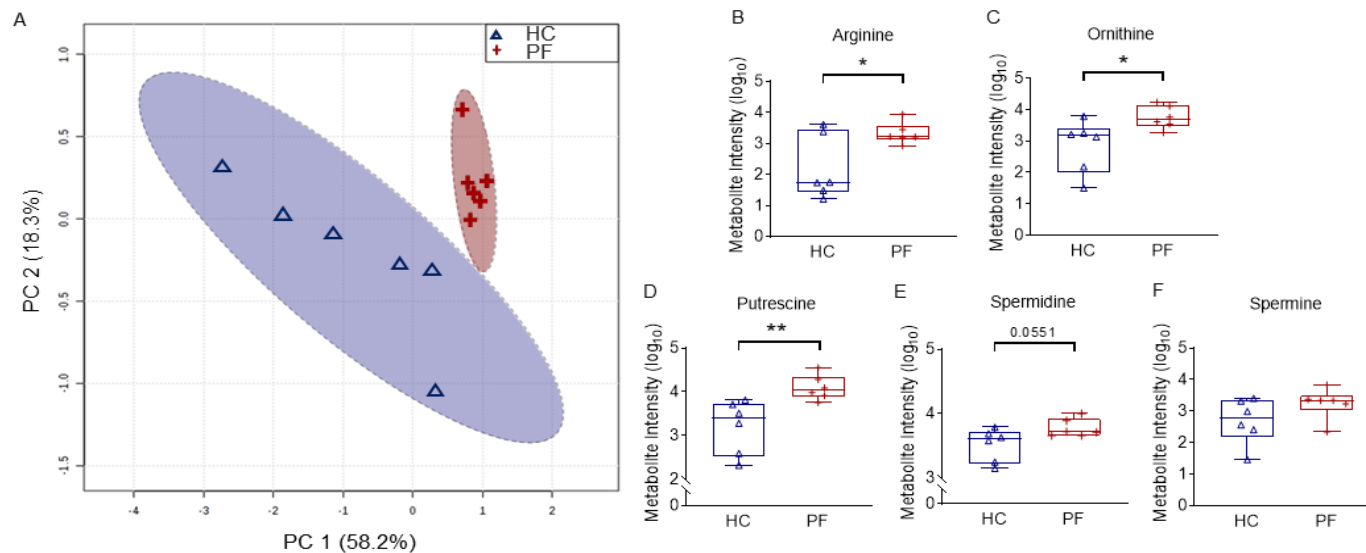 A
HC
PF
1.0
0.5
0.0
-0.5
-1.0
-1.5
PC 2 (18.3%)
-4
-3
-2
-1
0
1
2
PC 1 (58.2%)
B
Arginine
*
Metabolite Intensity (log10)
5
4
3
2
1
0
HC
PF
C
Ornithine
*
Metabolite Intensity (log10)
5
4
3
2
1
0
HC
PF
D
Putrescine
**
Metabolite Intensity (log10)
5
4
3
2
0
HC
PF
E
Spermidine
0.0551
Metabolite Intensity (log10)
5
4
3
0
HC
PF
F
Spermine
Metabolite Intensity (log10)
5
4
3
2
1
0
HC
PF